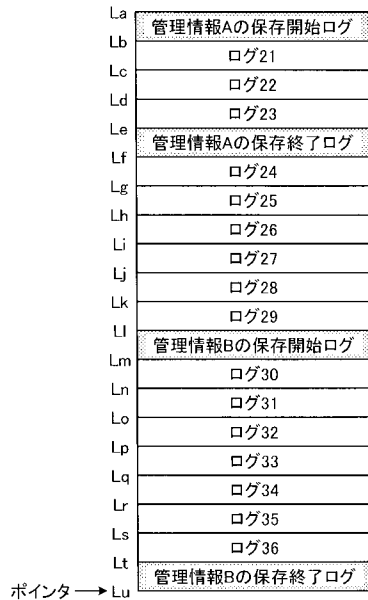 La
管理情報Aの保存開始ログ
Lb
ログ21
Lc
ログ22
Ld
ログ23
Le
管理情報Aの保存終了ログ
Lf
ログ24
Lg
ログ25
Lh
ログ26
Li
ログ27
Lj
ログ28
Lk
ログ29
Ll
管理情報Bの保存開始ログ
Lm
ログ30
Ln
ログ31
Lo
ログ32
Lp
ログ33
Lq
ログ34
Lr
ログ35
Ls
ログ36
Lt
管理情報Bの保存終了ログ
ポインタ→Lu